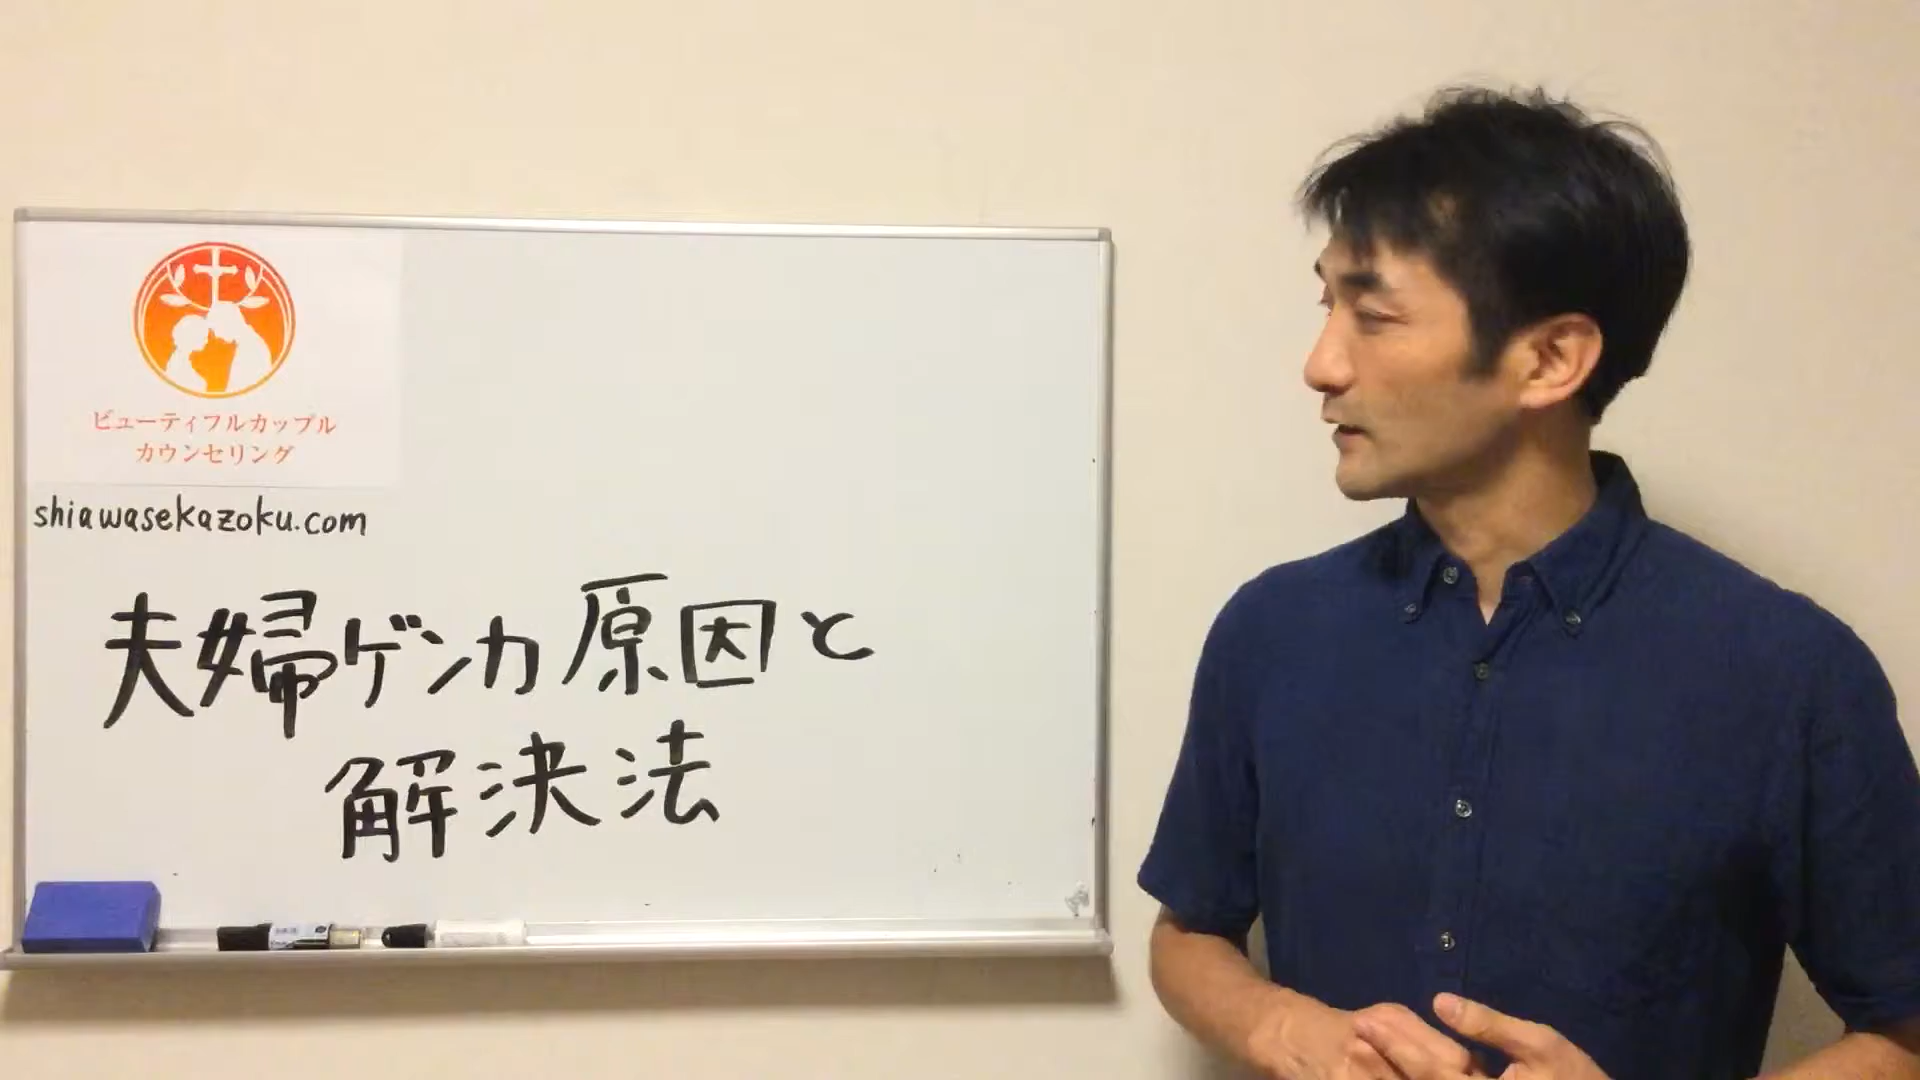 ビューティフルカップル
カウンセリング
shiawasekazoku.com
夫婦ゲンカ原因と
解決法